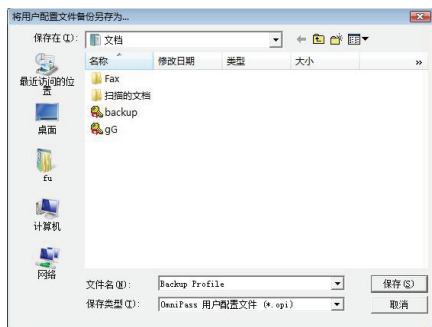 将用户配置文件备份另存为...
保存在(I):
文档
最近访问的位置
桌面
fu
计算机
网络
名称 修改日期 类型 大小 »
Fax
扫描的文档
backup
gG
文件名(N): Backup Profile 保存(S)
保存类型(T): OmniPass 用户配置文件 (*.opi) 取消